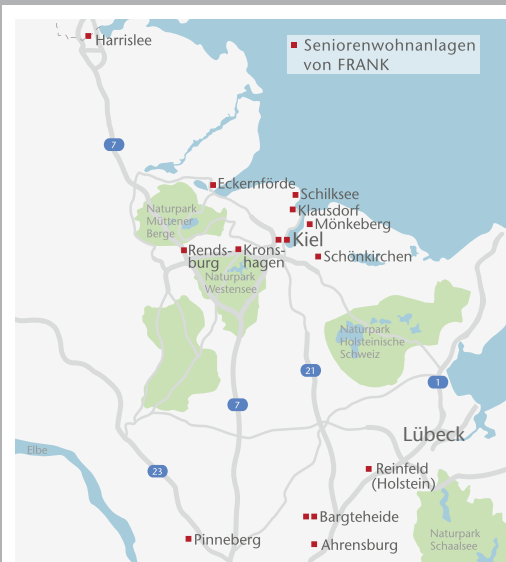 Harrislee
Seniorenwohnanlagen
von FRANK
7
Eckernförde
Schilksee
Naturpark
Müttener
Berge
Klausdorf
Mönkeberg
Kiel
Rends-
burg
Krons-
hagen
Schönkirchen
Naturpark
Westensee
Naturpark
Holsteinische
Schweiz
21
1
7
Lübeck
Elbe
23
Reinfeld
(Holstein)
Bargteheide
Pinneberg
Ahrensburg
Naturpark
Schaalsee